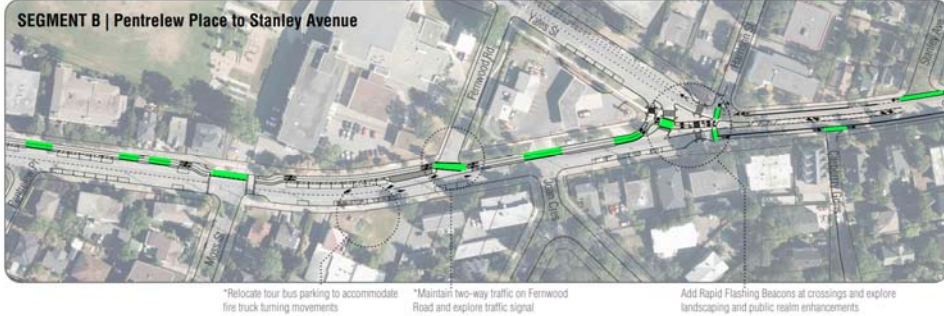 SEGMENT B | Pentrelew Place to Stanley Avenue
Yates St
Fernwood Rd.
Moss St
*Relocate tour bus parking to accommodate
fire truck turning movements
*Maintain two-way traffic on Fernwood
Road and explore traffic signal
Add Rapid Flashing Beacons at crossings and explore
landscaping and public realm enhancements